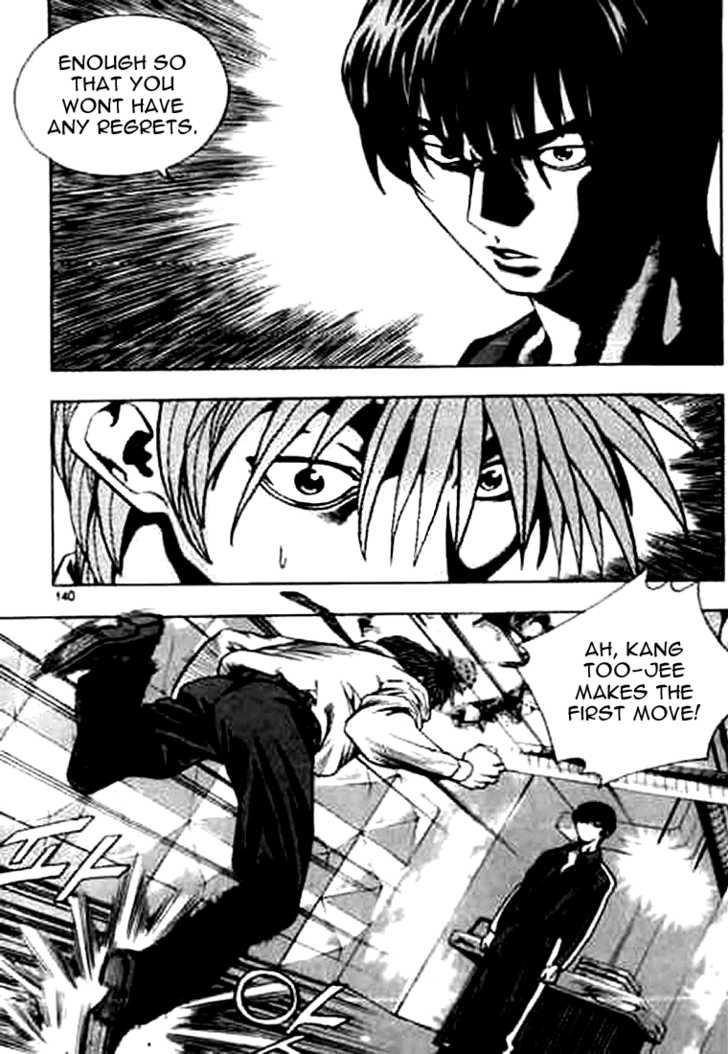 ENOUGH SO
THAT YOU
WONT HAVE
ANY REGRETS.
140
AH, KANG
TOO-JEE
MAKES THE
FIRST MOVE!